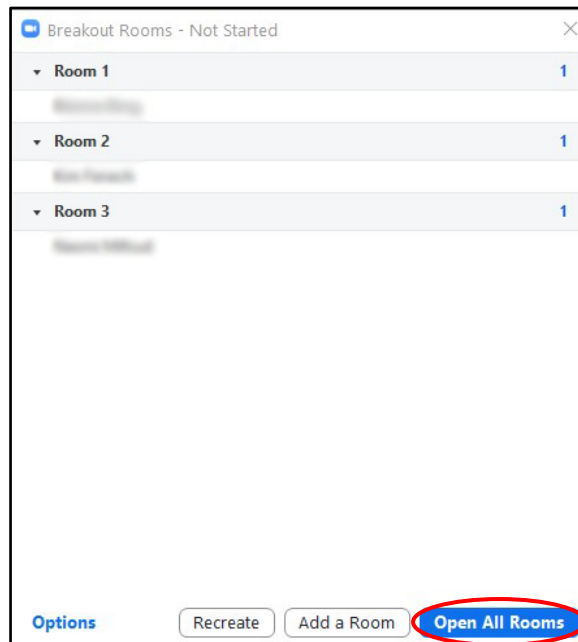 Breakout Rooms - Not Started
Room 1 1
Room 2 1
Room 3 1
Options Recreate Add a Room Open All Rooms